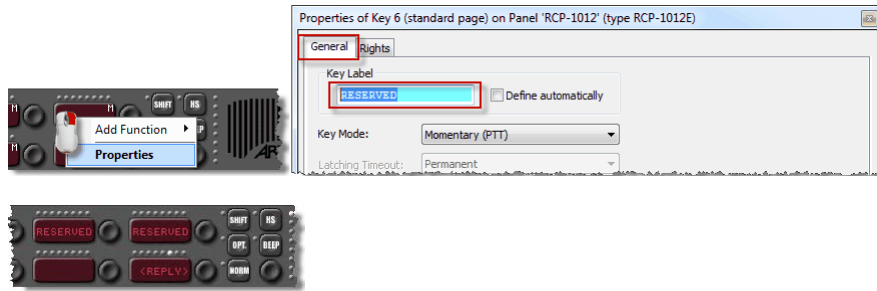 Properties of Key 6 (standard page) on Panel 'RCP-1012' (type RCP-1012E)
General Rights
Key Label
RESERVED Define automatically
Key Mode: Momentary (PTT)
Latching Timeout: Permanent
M M SHIFT HS
Add Function
M
Properties
AR
RESERVED RESERVED SHIFT HS
OPT. BEEP
<REPLY> NORM